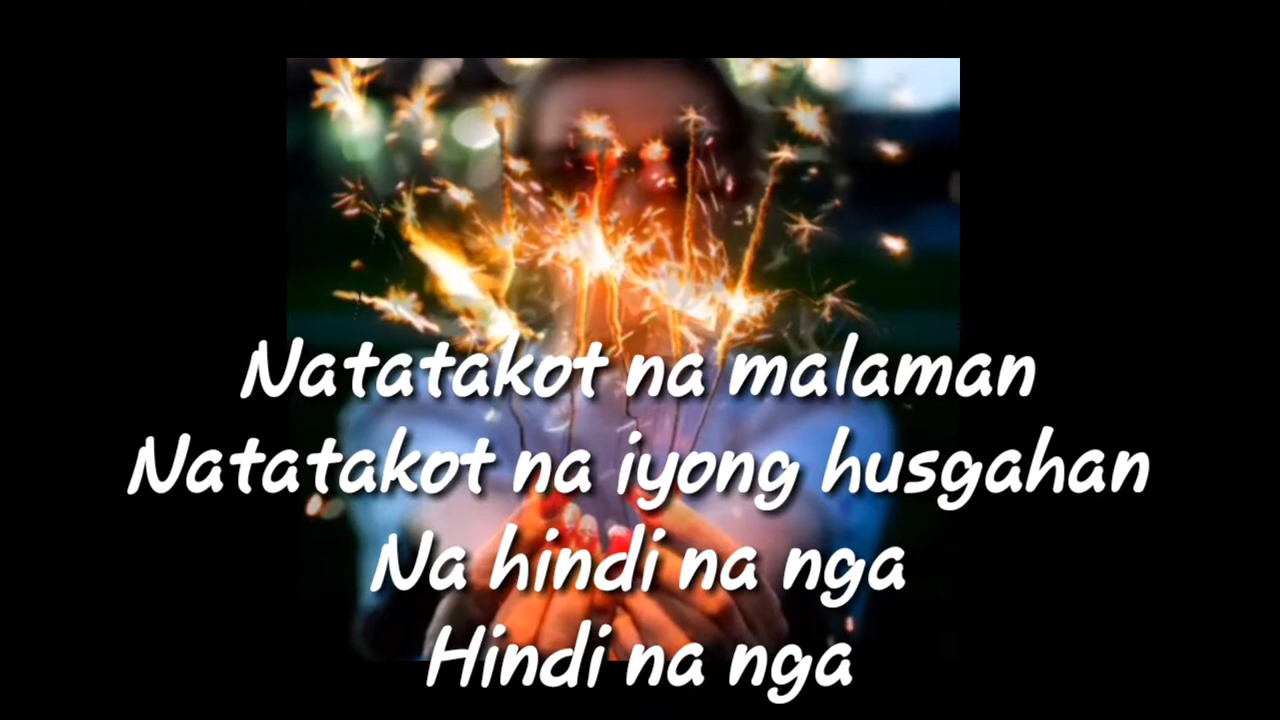 Natatakot na malaman
Natatakot na iyong husgahan
Na hindi na nga
Hindi na nga